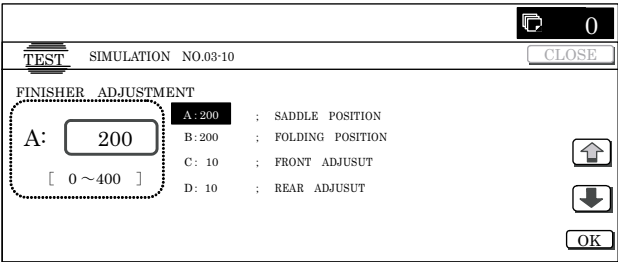 0
TEST SIMULATION NO.03-10
CLOSE
FINISHER ADJUSTMENT
A: 200
[ 0~400 ]
A:200 ; SADDLE POSITION
B:200 ; FOLDING POSITION
C: 10 ; FRONT ADJUSUT
D: 10 ; REAR ADJUSUT
OK